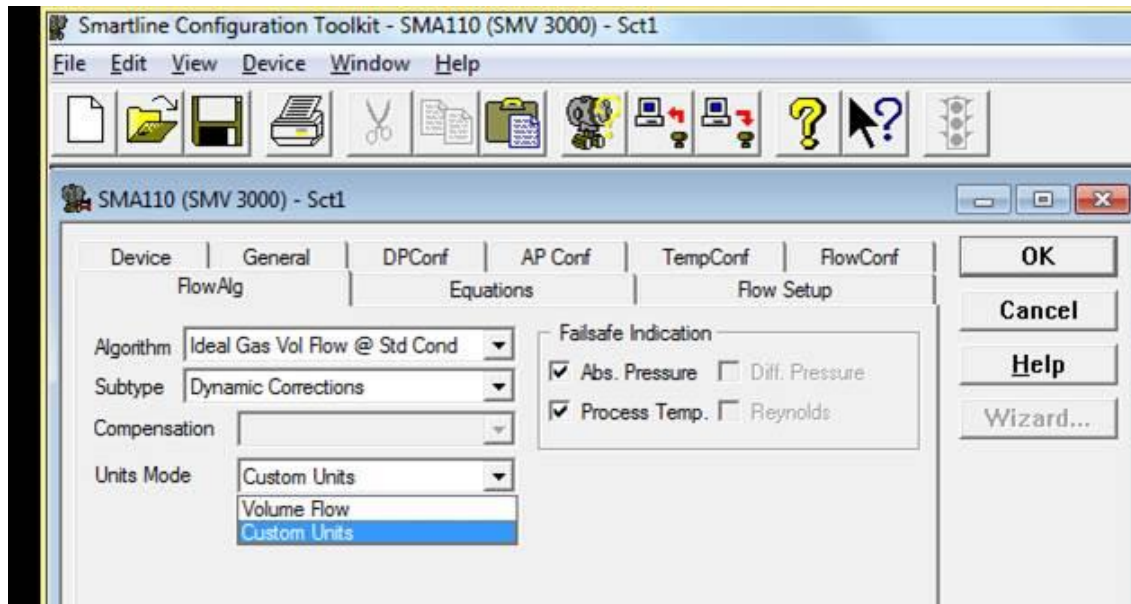 Smartline Configuration Toolkit - SMA110 (SMV 3000) - Sct1
File Edit View Device Window Help
SMA110 (SMV 3000) - Sct1
Device General DPConf AP Conf TempConf FlowConf
FlowAlg Equations Flow Setup
OK
Cancel
Help
Wizard...
Algorithm Ideal Gas Vol Flow @ Std Cond
Subtype Dynamic Corrections
Compensation
Units Mode Custom Units
Volume Flow
Custom Units
Failsafe Indication
Abs. Pressure Diff. Pressure
Process Temp. Reynolds